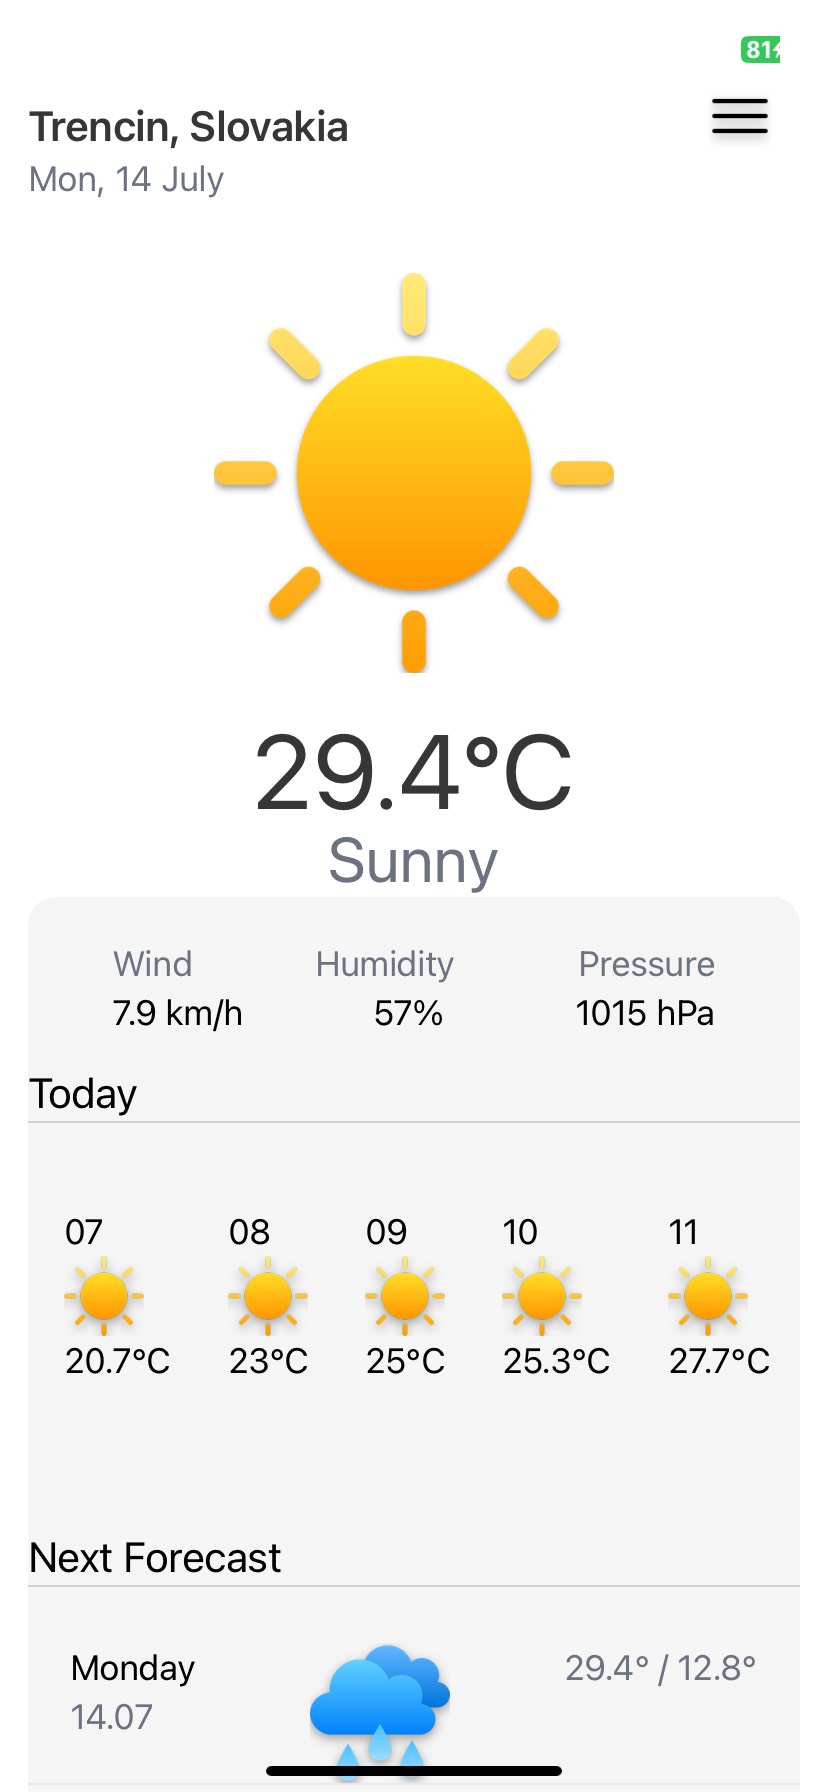 81
Trencin, Slovakia
Mon, 14 July
29.4°C
Sunny
Wind Humidity Pressure
7.9 km/h 57% 1015 hPa
Today
07 08 09 10 11
20.7°C 23°C 25°C 25.3°C 27.7°C
Next Forecast
Monday 29.4° / 12.8°
14.07